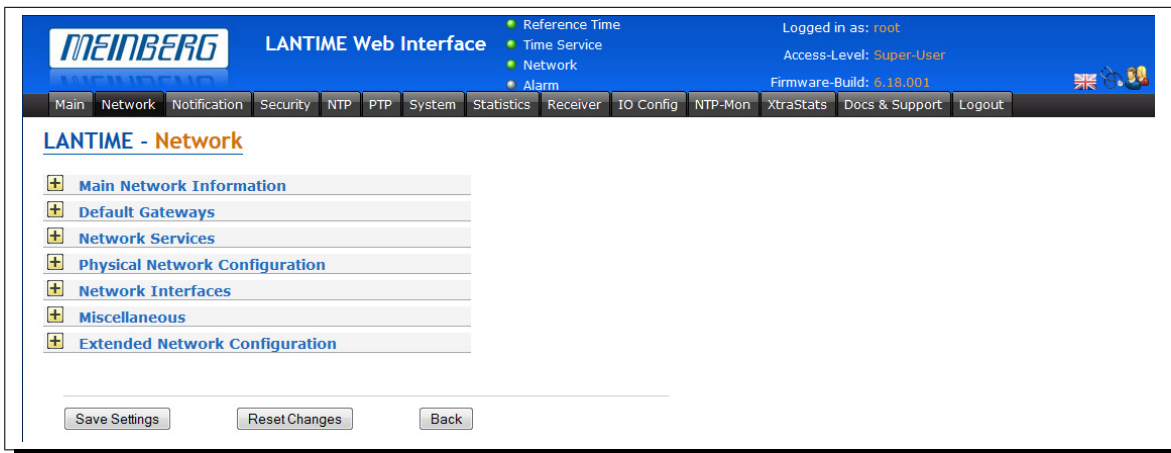 MEINBERG
LANTIME Web Interface
Reference Time
Time Service
Network
Alarm
Logged in as: root
Access-Level: Super-User
Firmware-Build: 6.18.001
Main Network Notification Security NTP PTP System Statistics Receiver IO Config NTP-Mon XtraStats Docs & Support Logout
LANTIME - Network
Main Network Information
Default Gateways
Network Services
Physical Network Configuration
Network Interfaces
Miscellaneous
Extended Network Configuration
Save Settings Reset Changes Back